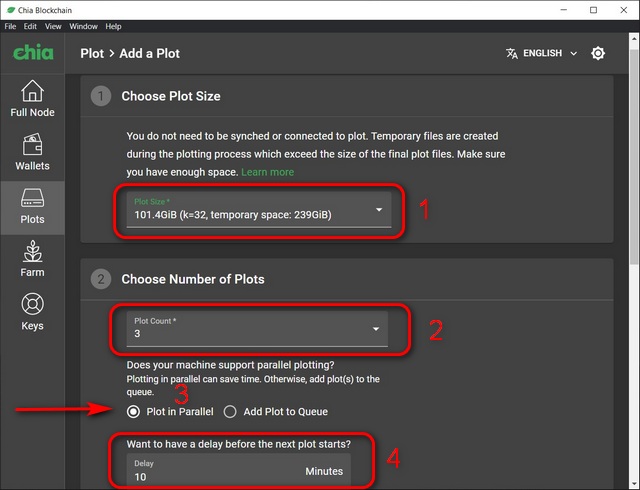 Chia Blockchain
File Edit View Window Help
chia
Plot > Add a Plot
ENGLISH
Full Node
Wallets
Plots
Farm
Keys
1 Choose Plot Size
You do not need to be synched or connected to plot. Temporary files are created
during the plotting process which exceed the size of the final plot files. Make sure
you have enough space. Learn more
Plot Size *
101.4GiB (k=32, temporary space: 239GiB)
1
2 Choose Number of Plots
Plot Count *
3
2
Does your machine support parallel plotting?
Plotting in parallel can save time. Otherwise, add plot(s) to the
queue.
3
Plot in Parallel Add Plot to Queue
Want to have a delay before the next plot starts?
Delay
10 Minutes
4